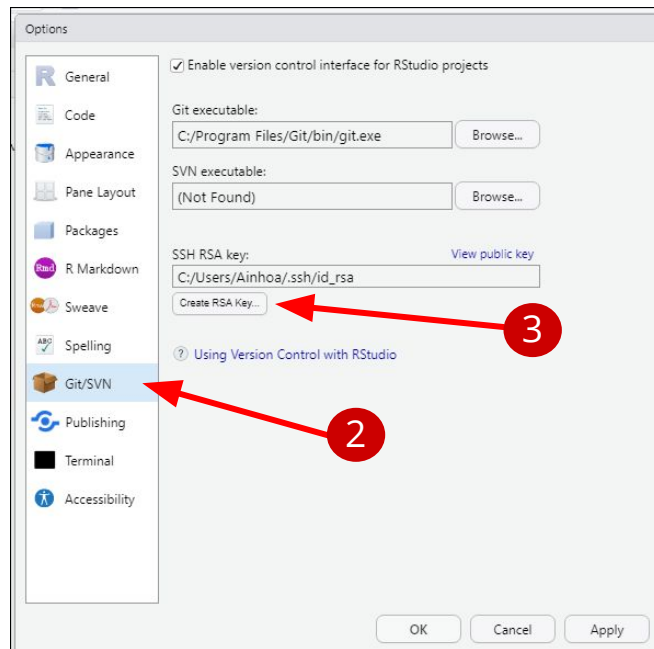 Options
General
Code
Appearance
Pane Layout
Packages
Rmd R Markdown
Sweave
ABC Spelling
Git/SVN
Publishing
Terminal
Accessibility
Enable version control interface for RStudio projects
Git executable:
C:/Program Files/Git/bin/git.exe Browse...
SVN executable:
(Not Found) Browse...
SSH RSA key: View public key
C:/Users/Ainhoa/.ssh/id_rsa
Create RSA Key...
3
? Using Version Control with RStudio
2
OK Cancel Apply